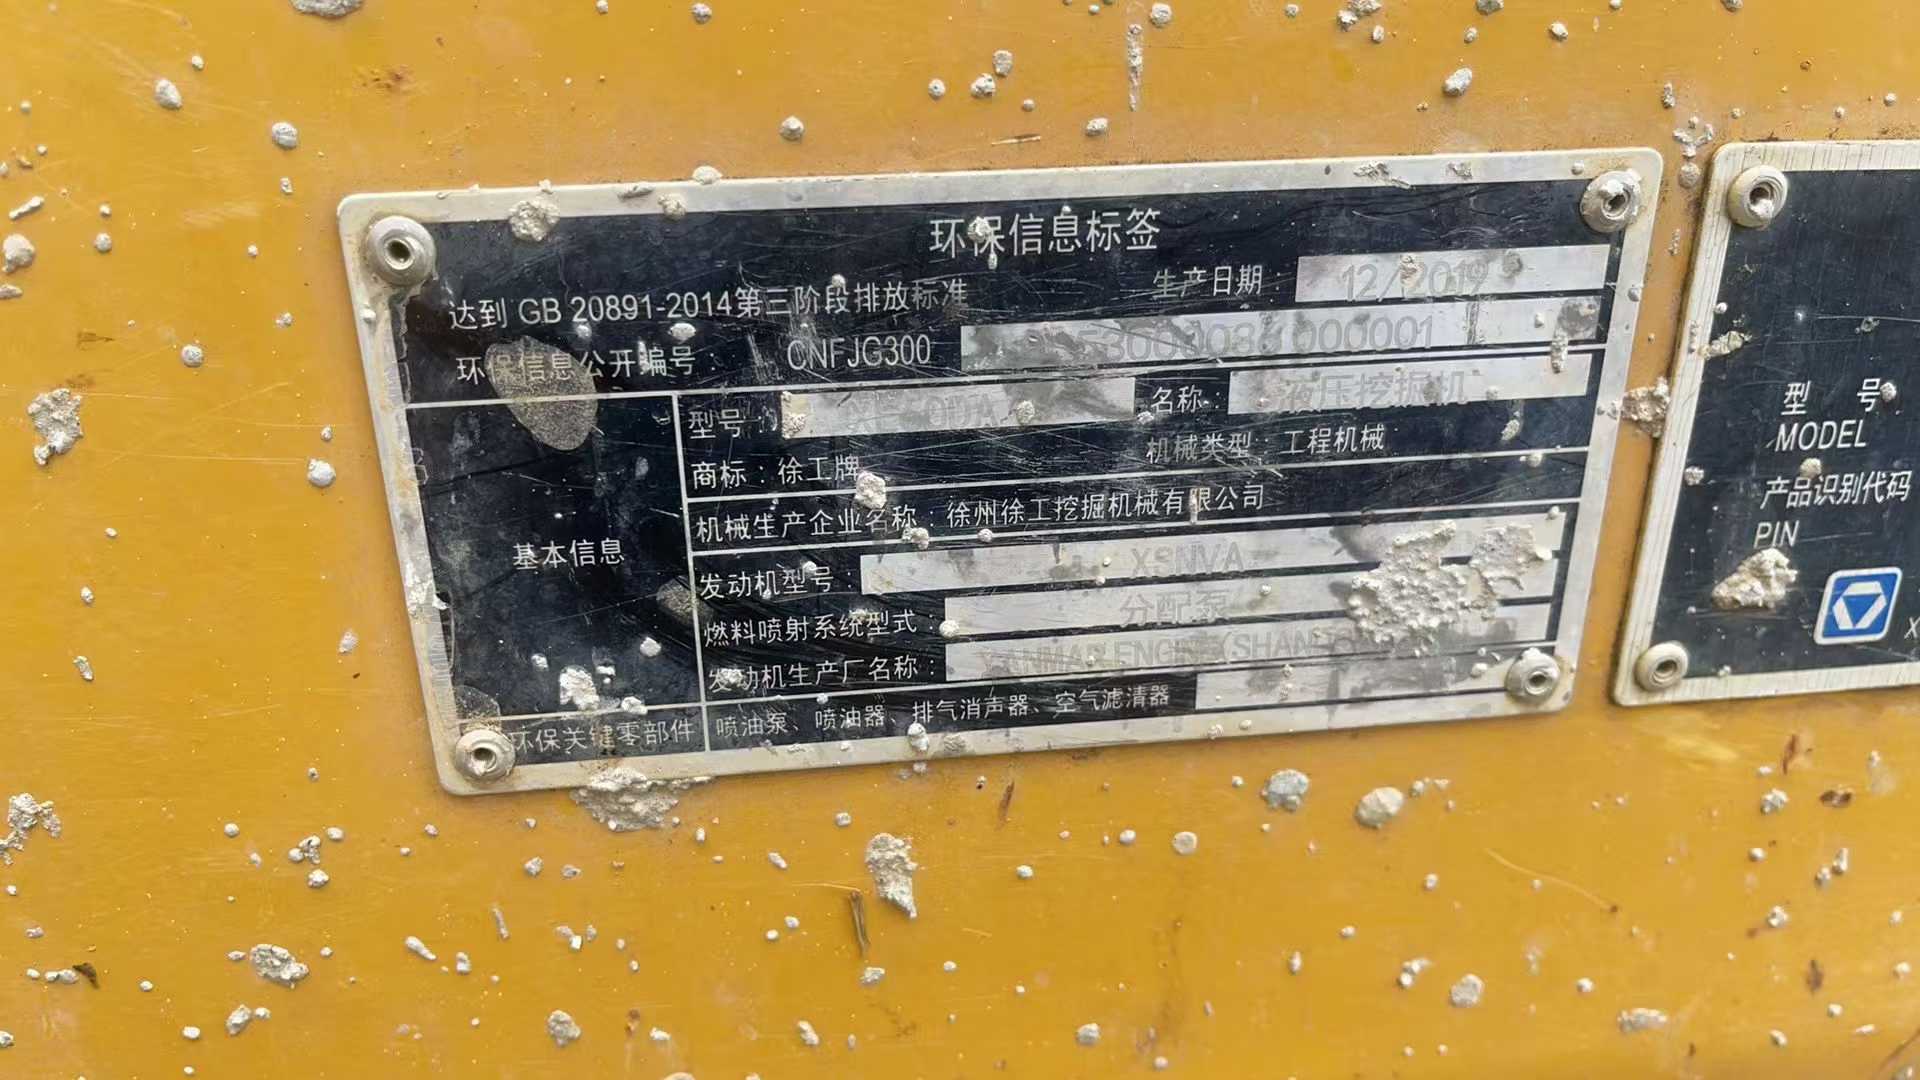 环保信息标签
达到 GB 20891-2014第三阶段排放标准 生产日期: 12/2019
环保信息公开编号: CNFJG300 000001
基本信息
型号: 名称: 液压挖掘机
商标: 徐工牌 机械类型: 工程机械
机械生产企业名称: 徐州徐工挖掘机械有限公司
发动机型号: X3NVA
燃料喷射系统型式: 分配泵
发动机生产厂名称: YANMAR ENGINE
环保关键零部件 喷油泵、喷油器、排气消声器、空气滤清器
型 号
MODEL
产品识别代码
PIN
X